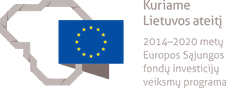 Kuriame
Lietuvos ateitį
2014–2020 metų
Europos Sąjungos
fondų investicijų
veiksmų programa